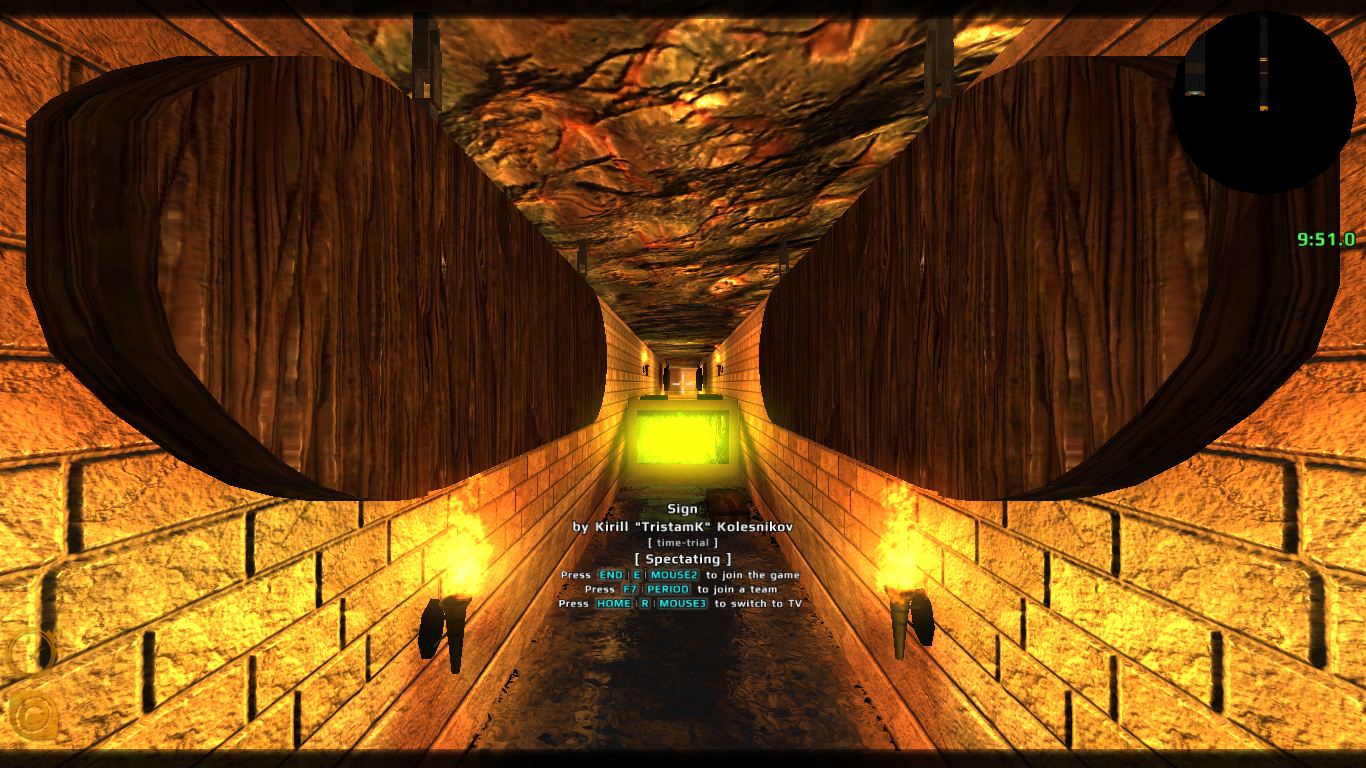 9:51.0
Sign
by Kirill "TristamK" Kolesnikov
[ time-trial ]
[ Spectating ]
Press END | E | MOUSE2 to join the game
Press F7 | PERIOD to join a team
Press HOME | R | MOUSE3 to switch to TV